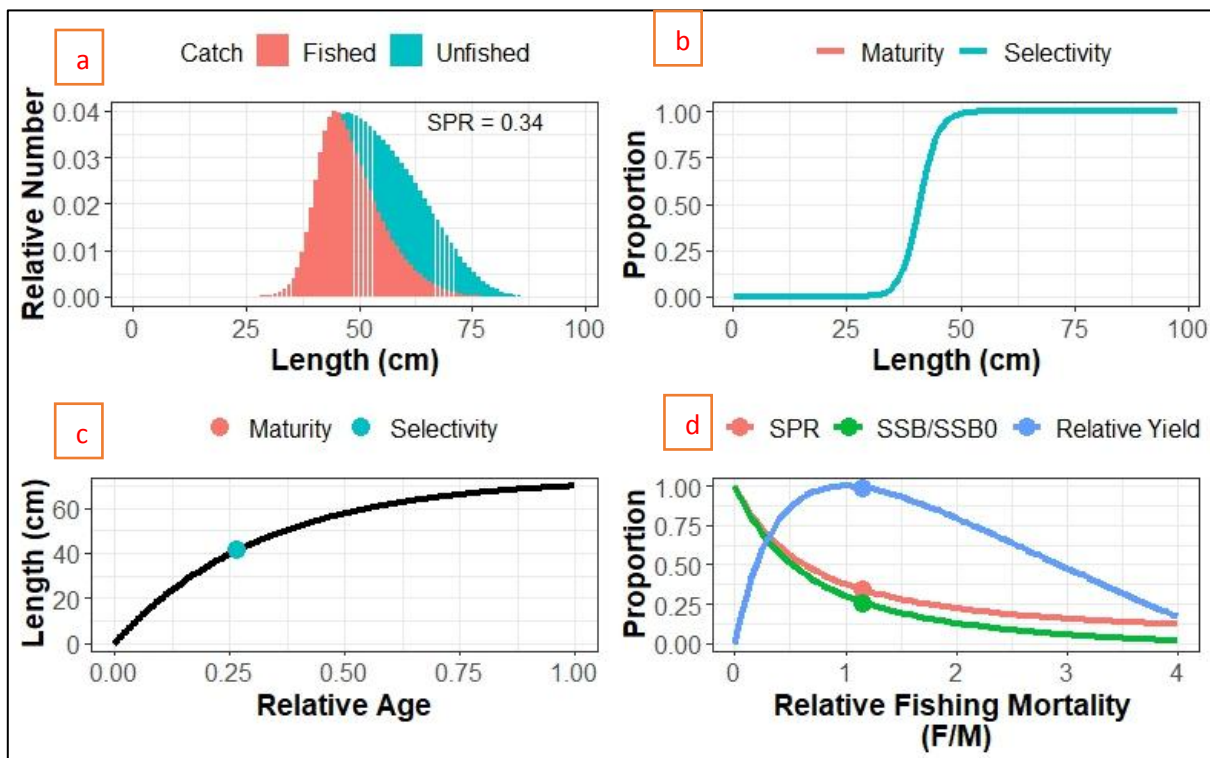 a
Catch Fished Unfished
SPR = 0.34
Relative Number
0.04
0.03
0.02
0.01
0.00
0 25 50 75 100
Length (cm)
b
Maturity Selectivity
Proportion
1.00
0.75
0.50
0.25
0.00
0 25 50 75 100
Length (cm)
c
Maturity Selectivity
Length (cm)
60
40
20
0
0.00 0.25 0.50 0.75 1.00
Relative Age
d
SPR SSB/SSB0 Relative Yield
Proportion
1.00
0.75
0.50
0.25
0.00
0 1 2 3 4
Relative Fishing Mortality
(F/M)